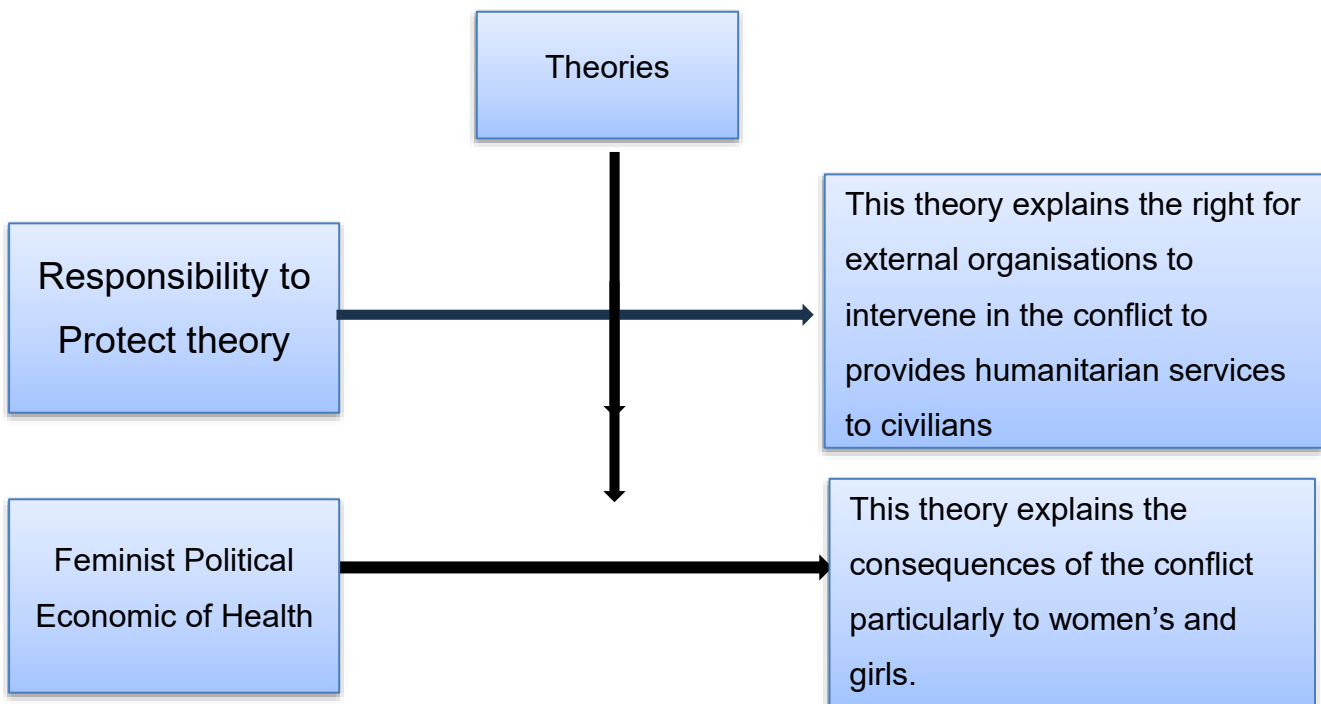 Theories
Responsibility to
Protect theory
This theory explains the right for
external organisations to
intervene in the conflict to
provides humanitarian services
to civilians
Feminist Political
Economic of Health
This theory explains the
consequences of the conflict
particularly to women’s and
girls.